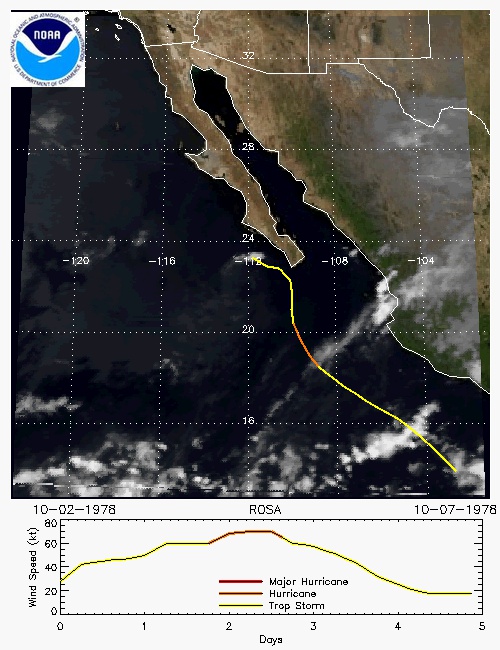 NATIONAL OCEANIC AND ATMOSPHERIC ADMINISTRATION
NOAA
U.S. DEPARTMENT OF COMMERCE
32
28
24
-120
-116
-112
-108
-104
20
16
10-02-1978
ROSA
10-07-1978
Wind Speed (kt)
80
60
40
20
0
Major Hurricane
Hurricane
Trop Storm
0
1
2
3
4
5
Days